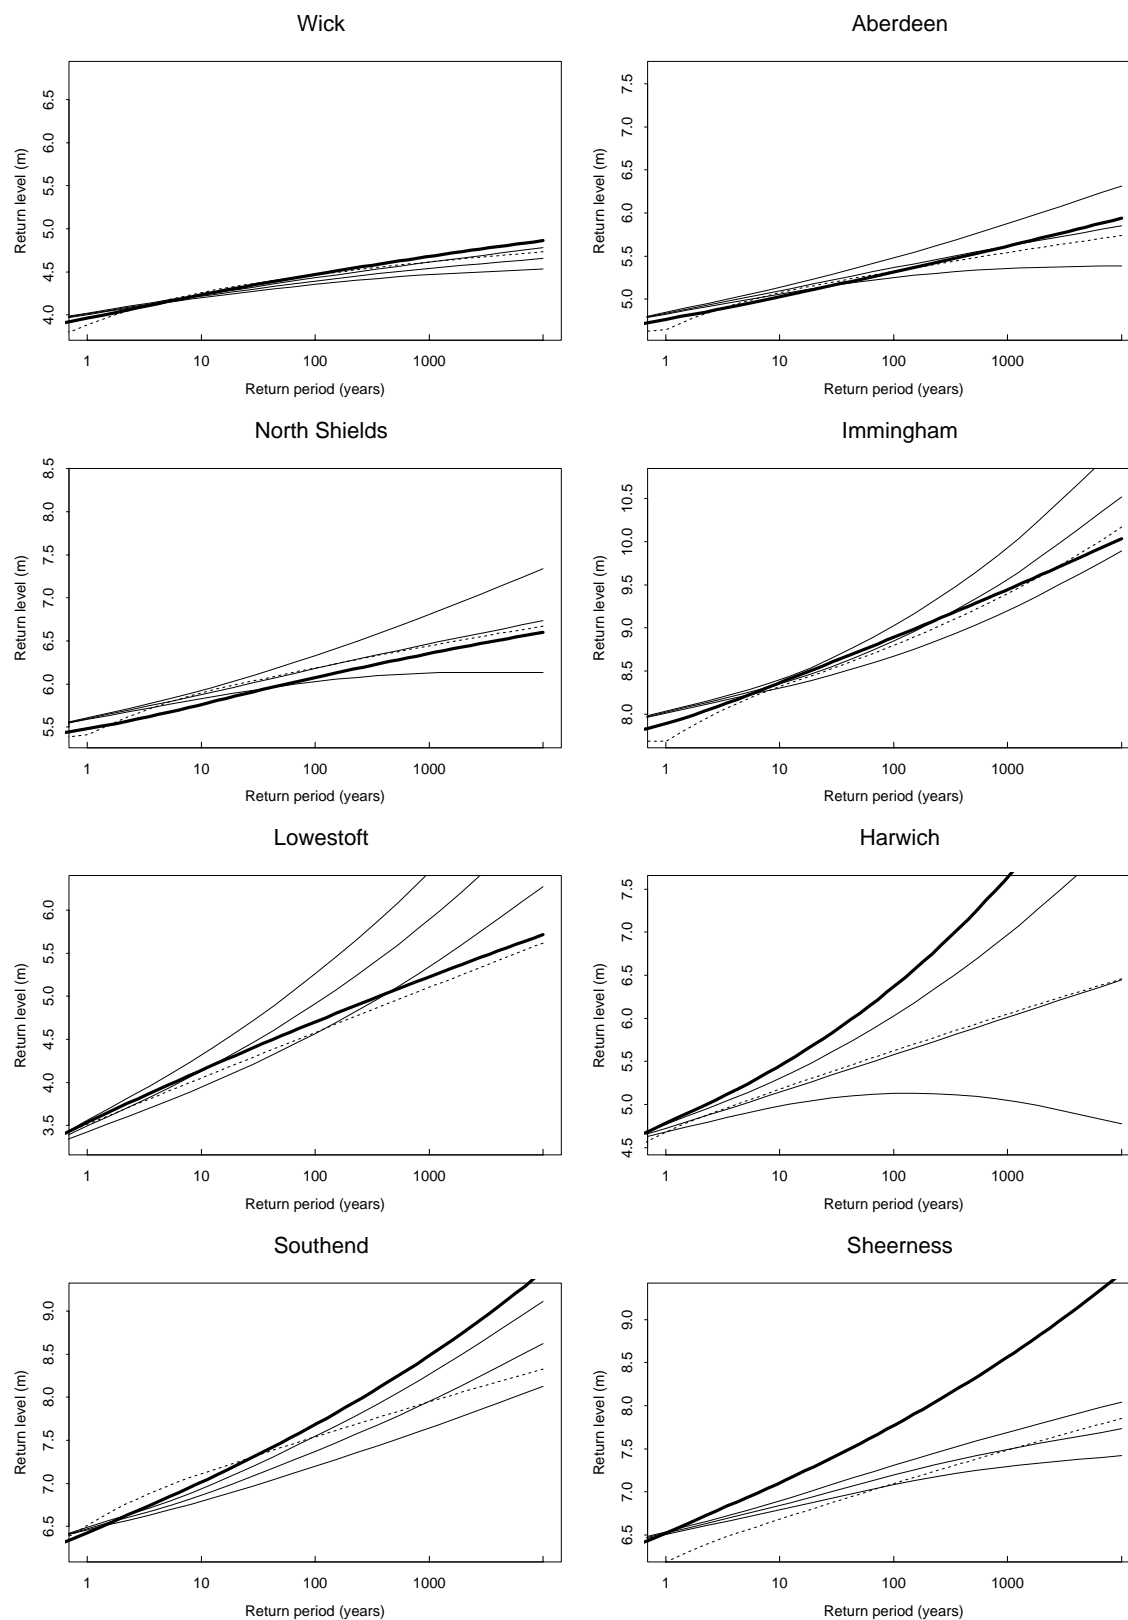 Wick
Return level (m)
6.5
6.0
5.5
5.0
4.5
4.0
1 10 100 1000
Return period (years)
Aberdeen
Return level (m)
7.5
7.0
6.5
6.0
5.5
5.0
1 10 100 1000
Return period (years)
North Shields
Return level (m)
8.5
8.0
7.5
7.0
6.5
6.0
5.5
1 10 100 1000
Return period (years)
Immingham
Return level (m)
10.5
10.0
9.5
9.0
8.5
8.0
1 10 100 1000
Return period (years)
Lowestoft
Return level (m)
6.0
5.5
5.0
4.5
4.0
3.5
1 10 100 1000
Return period (years)
Harwich
Return level (m)
7.5
7.0
6.5
6.0
5.5
5.0
4.5
1 10 100 1000
Return period (years)
Southend
Return level (m)
9.0
8.5
8.0
7.5
7.0
6.5
1 10 100 1000
Return period (years)
Sheerness
Return level (m)
9.0
8.5
8.0
7.5
7.0
6.5
1 10 100 1000
Return period (years)